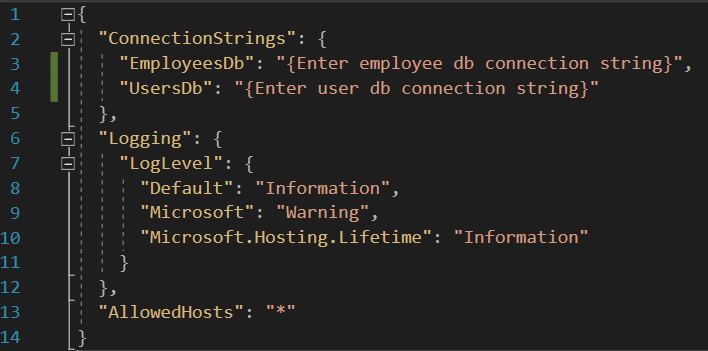 1 {
2 "ConnectionStrings": {
3 "EmployeesDb": "{Enter employee db connection string}",
4 "UsersDb": "{Enter user db connection string}"
5 },
6 "Logging": {
7 "LogLevel": {
8 "Default": "Information",
9 "Microsoft": "Warning",
10 "Microsoft.Hosting.Lifetime": "Information"
11 }
12 },
13 "AllowedHosts": "*"
14 }